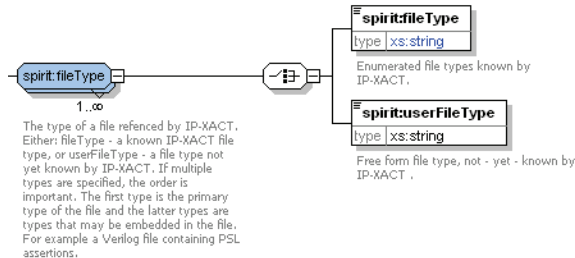 spirit:fileType
type xs:string
Enumerated file types known by
IP-XACT.
spirit:fileType
1..∞
The type of a file refenced by IP-XACT.
Either: fileType - a known IP-XACT file
type, or userFileType - a file type not
yet known by IP-XACT. If multiple
types are specified, the order is
important. The first type is the primary
type of the file and the latter types are
types that may be embedded in the file.
For example a Verilog file containing PSL
assertions.
spirit:userFileType
type xs:string
Free form file type, not - yet - known by
IP-XACT .